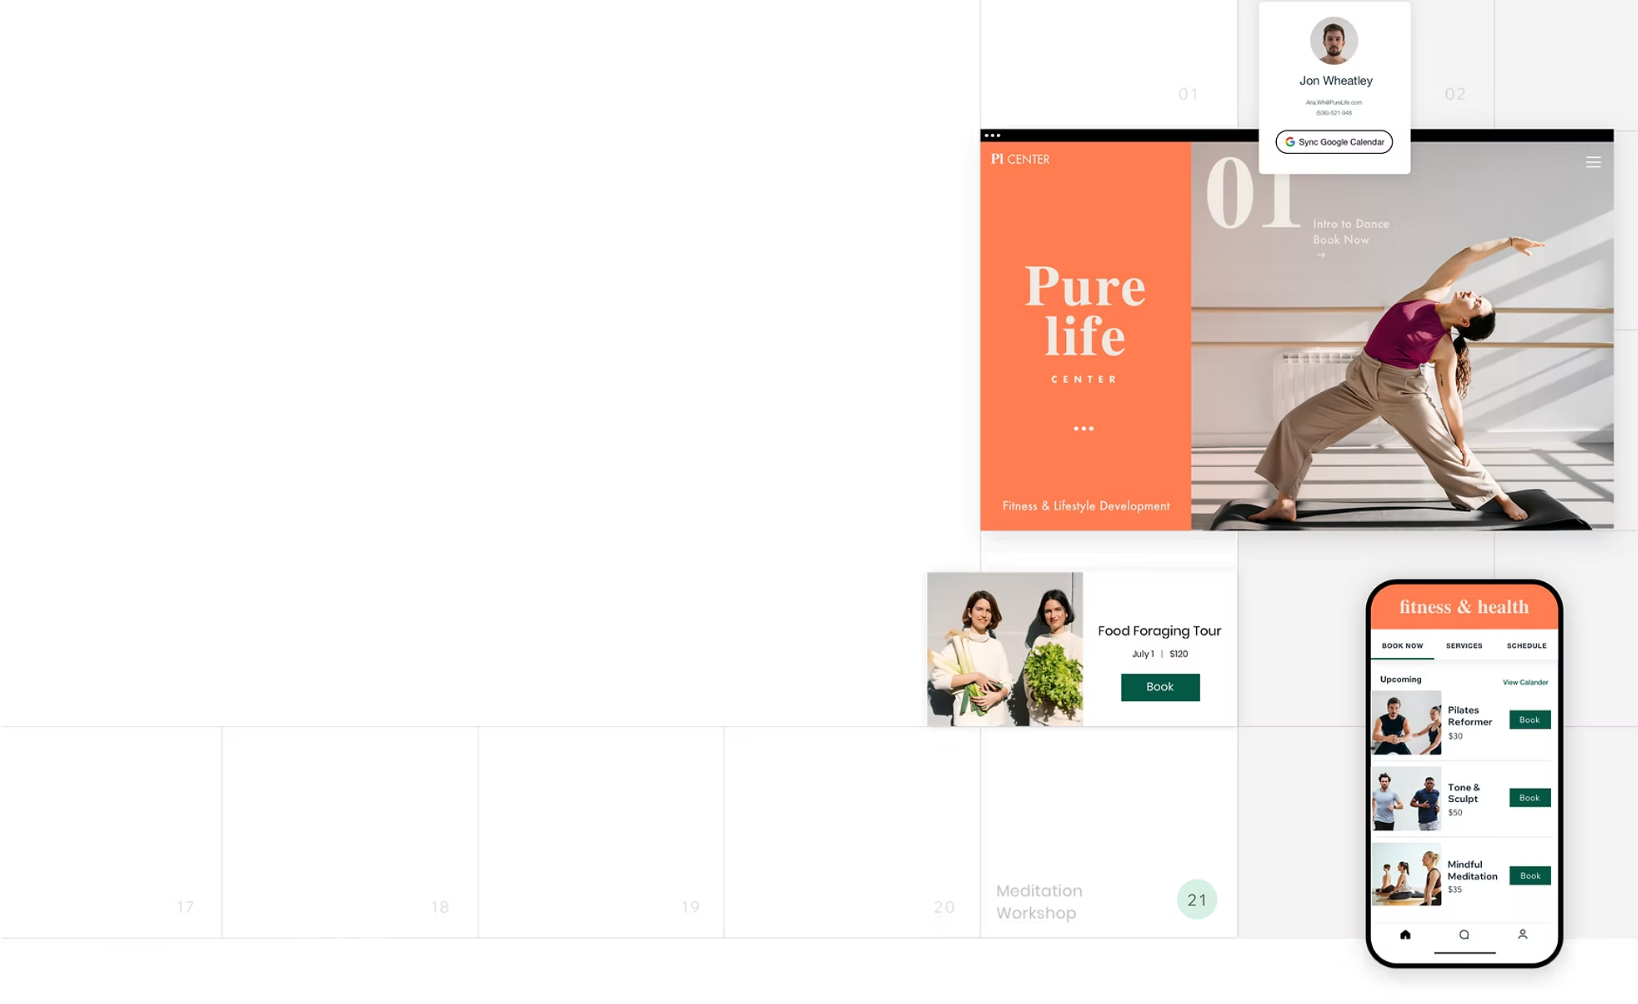 Jon Wheatley
Aria.Wh@PureLife.com
(536)-521-948
Sync Google Calendar
01
02
Pl CENTER
01
Intro to Dance
Book Now
→
Pure
life
CENTER
Fitness & Lifestyle Development
Food Foraging Tour
July 1 | $120
Book
fitness & health
BOOK NOW SERVICES SCHEDULE
Upcoming
View Calander
Pilates
Reformer
$30
Book
Tone &
Sculpt
$50
Book
Mindful
Meditation
$35
Book
17
18
19
20
Meditation
Workshop
21